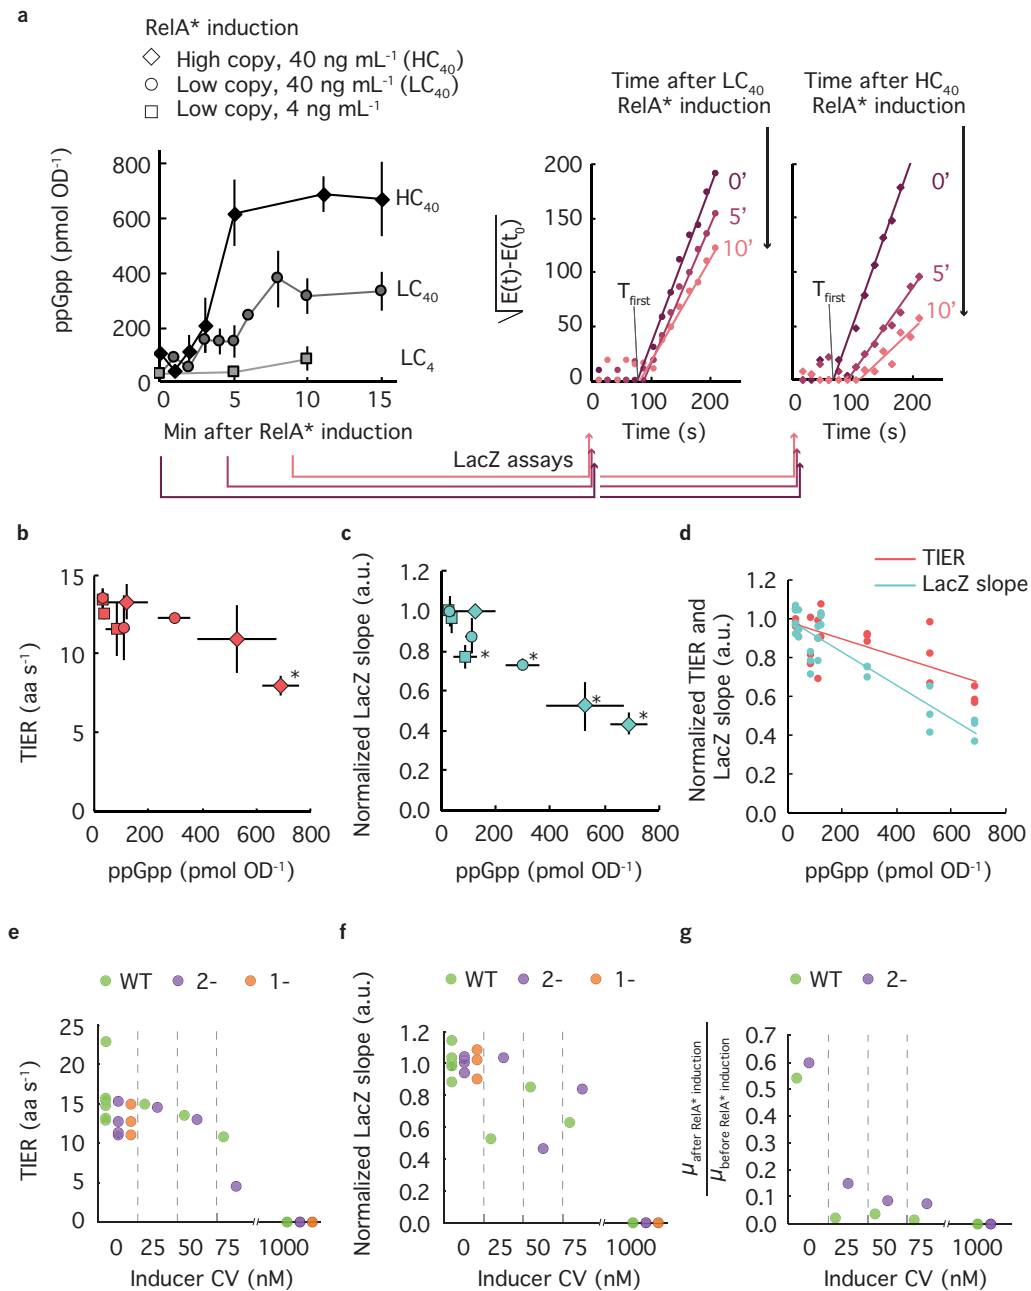 a
RelA* induction
High copy, 40 ng mL-1 (HC40)
Low copy, 40 ng mL-1 (LC40)
Low copy, 4 ng mL-1
ppGpp (pmol OD-1)
800
600
400
200
0
HC40
LC40
LC4
0 5 10 15
Min after RelA* induction
Time after LC40
RelA* induction
Time after HC40
RelA* induction
√E(t)-E(t0)
200
150
100
50
0
Tfirst
0'
5'
10'
0 100 200
Time (s)
Tfirst
0'
5'
10'
0 100 200
Time (s)
LacZ assays
b
TIER (aa s-1)
15
10
5
0
*
0 200 400 600 800
ppGpp (pmol OD-1)
c
Normalized LacZ slope (a.u.)
1.2
1.0
0.8
0.6
0.4
0.2
0.0
*
*
*
*
0 200 400 600 800
ppGpp (pmol OD-1)
d
TIER
LacZ slope
Normalized TIER and
LacZ slope (a.u.)
1.2
1.0
0.8
0.6
0.4
0.2
0.0
0 200 400 600 800
ppGpp (pmol OD-1)
e
WT 2- 1-
TIER (aa s-1)
25
20
15
10
5
0
0 25 50 75 1000
Inducer CV (nM)
f
WT 2- 1-
Normalized LacZ slope (a.u.)
1.2
1.0
0.8
0.6
0.4
0.2
0.0
0 25 50 75 1000
Inducer CV (nM)
g
WT 2-
μafter RelA* induction
μbefore RelA* induction
0.7
0.6
0.5
0.4
0.3
0.2
0.1
0.0
0 25 50 75 1000
Inducer CV (nM)